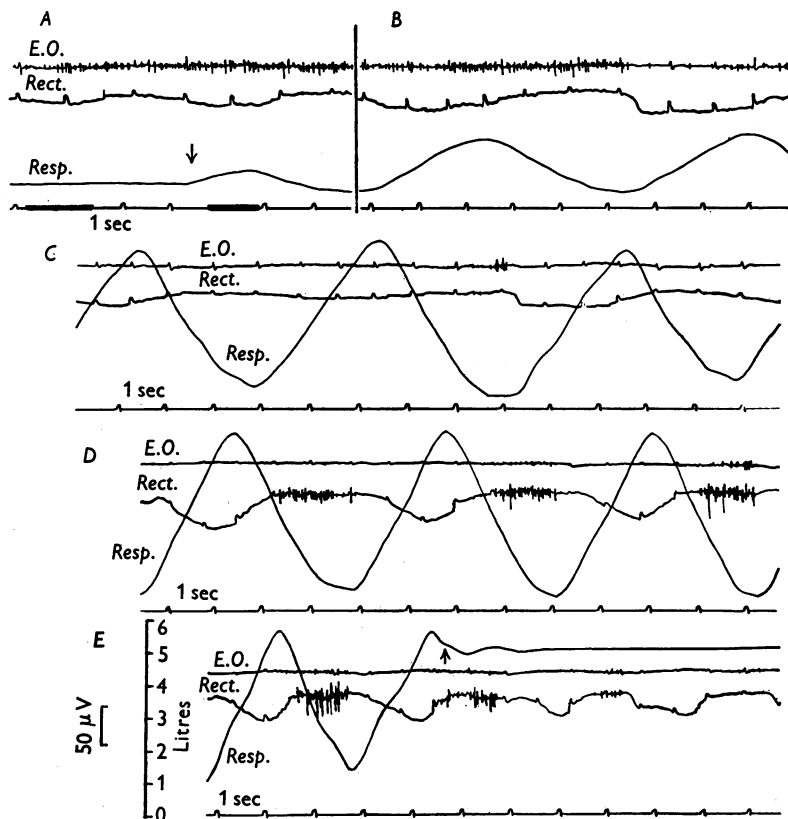 A
B
E.O.
Rect.
Resp.
1 sec
C
E.O.
Rect.
Resp.
1 sec
D
E.O.
Rect.
Resp.
1 sec
E
6
5
4
3
2
1
0
Litres
50 μV
E.O.
Rect.
Resp.
1 sec